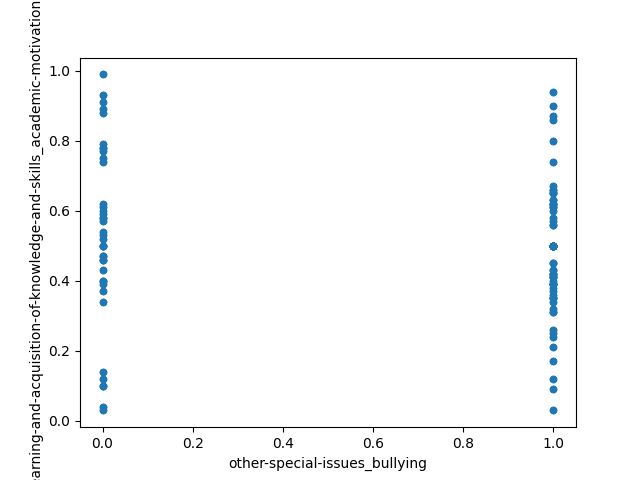 earning-and-acquisition-of-knowledge-and-skills_academic-motivation
1.0
0.8
0.6
0.4
0.2
0.0
0.0 0.2 0.4 0.6 0.8 1.0
other-special-issues_bullying